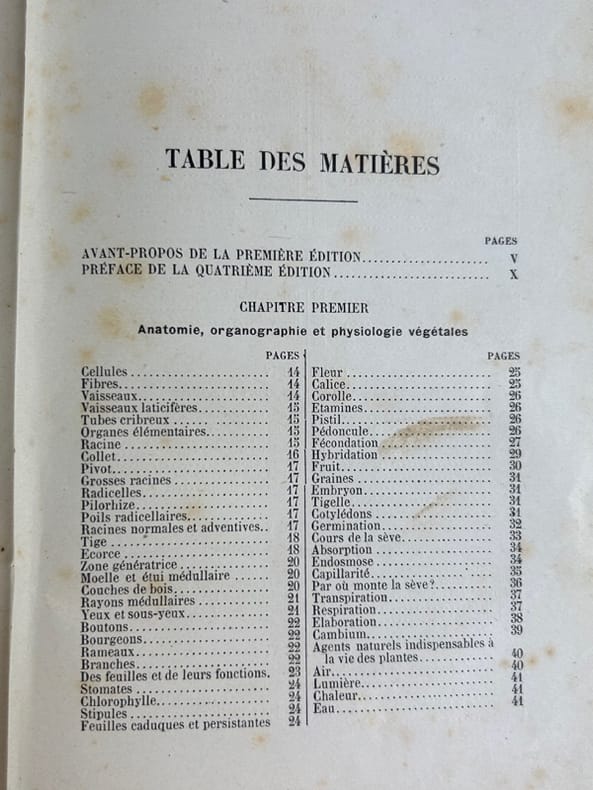 TABLE DES MATIÈRES
PAGES
AVANT-PROPOS DE LA PREMIÈRE ÉDITION..................... V
PRÉFACE DE LA QUATRIÈME ÉDITION......................... X
CHAPITRE PREMIER
Anatomie, organographie et physiologie végétales
PAGES
Cellules ..................... 14
Fibres....................... 14
Vaisseaux.................... 14
Vaisseaux laticifères........... 15
Tubes cribreux ............... 15
Organes élémentaires.......... 15
Racine ...................... 15
Collet....................... 16
Pivot........................ 17
Grosses racines ............... 17
Radicelles.................... 17
Pilorhize .................... 17
Poils radicellaires............. 17
Racines normales et adventives.. 17
Tige ........................ 18
Ecorce ...................... 18
Zone génératrice .............. 20
Moelle et étui médullaire ...... 20
Couches de bois............... 20
Rayons médullaires ............ 21
Yeux et sous-yeux............. 21
Boutons...................... 22
Bourgeons.................... 22
Rameaux..................... 22
Branches..................... 22
Des feuilles et de leurs fonctions. 23
Stomates .................... 24
Chlorophylle.................. 24
Stipules ..................... 24
Feuilles caduques et persistantes 24
PAGES
Fleur ....................... 25
Calice....................... 25
Corolle...................... 26
Etamines.................... 26
Pistil........................ 26
Pédoncule.................... 26
Fécondation .................. 27
Hybridation .................. 29
Fruit........................ 30
Graines ..................... 31
Embryon..................... 31
Tigelle...................... 31
Cotylédons ................... 31
Germination.................. 32
Cours de la sève............... 33
Absorption ................... 34
Endosmose ................... 34
Capillarité.................... 35
Par où monte la sève?.......... 36
Transpiration................. 37
Respiration................... 37
Elaboration .................. 38
Cambium..................... 39
Agents naturels indispensables à
la vie des plantes............. 40
Air.......................... 40
Lumière..................... 41
Chaleur...................... 41
Eau......................... 41